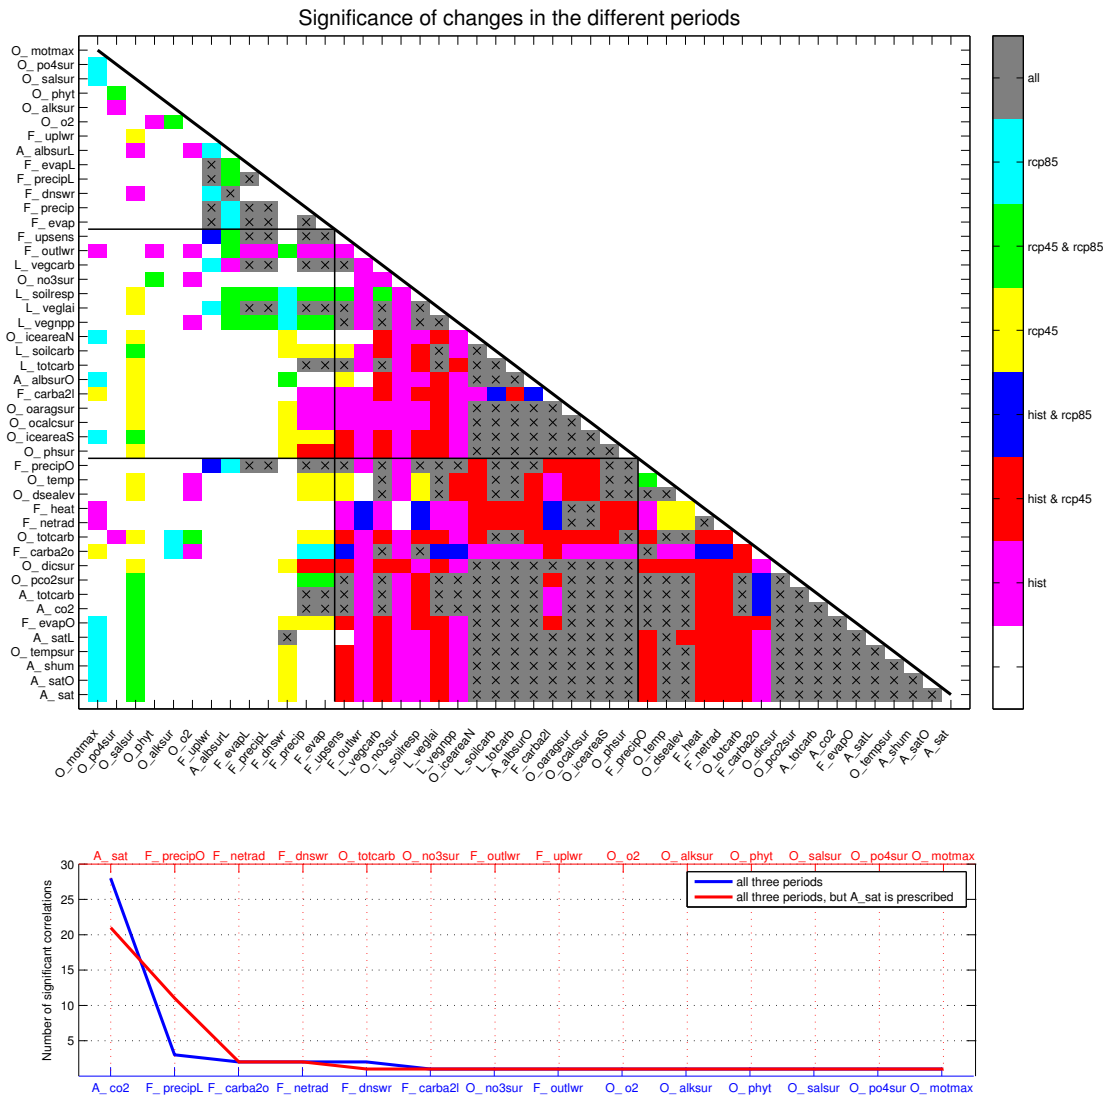 Significance of changes in the different periods
O_ motmax
O_ po4sur
O_ salsur
O_ phyt
O_ alksur
O_ o2
F_ uplwr
A_ albsurL
F_ evapL
F_ precipL
F_ dnswr
F_ precip
F_ evap
F_ upsens
F_ outlwr
L_ vegcarb
O_ no3sur
L_ soilresp
L_ veglai
L_ vegnpp
O_ iceareaN
L_ soilcarb
L_ totcarb
A_ albsurO
F_ carba2l
O_ oaragsur
O_ ocalcsur
O_ iceareaS
O_ phsur
F_ precipO
O_ temp
O_ dsealev
F_ heat
F_ netrad
O_ totcarb
F_ carba2o
O_ dicsur
O_ pco2sur
A_ totcarb
A_ co2
F_ evapO
A_ satL
O_ tempsur
A_ shum
A_ satO
A_ sat
all
rcp85
rcp45 & rcp85
rcp45
hist & rcp85
hist & rcp45
hist
O_ motmax
O_ po4sur
O_ salsur
O_ phyt
O_ alksur
O_ o2
F_ uplwr
A_ albsurL
F_ evapL
F_ precipL
F_ dnswr
F_ precip
F_ evap
F_ upsens
F_ outlwr
L_ vegcarb
O_ no3sur
L_ soilresp
L_ veglai
L_ vegnpp
O_ iceareaN
L_ soilcarb
L_ totcarb
A_ albsurO
F_ carba2l
O_ oaragsur
O_ ocalcsur
O_ iceareaS
O_ phsur
F_ precipO
O_ temp
O_ dsealev
F_ heat
F_ netrad
O_ totcarb
F_ carba2o
O_ dicsur
O_ pco2sur
A_ totcarb
A_ co2
F_ evapO
A_ satL
O_ tempsur
A_ shum
A_ satO
A_ sat
A_ sat F_ precipO F_ netrad F_ dnswr O_ totcarb O_ no3sur F_ outlwr F_ uplwr O_ o2 O_ alksur O_ phyt O_ salsur O_ po4sur O_ motmax
Number of significant correlations
30
25
20
15
10
5
all three periods
all three periods, but A_sat is prescribed
A_ co2 F_ precipL F_ carba2o F_ netrad F_ dnswr F_ carba2l O_ no3sur F_ outlwr O_ o2 O_ alksur O_ phyt O_ salsur O_ po4sur O_ motmax